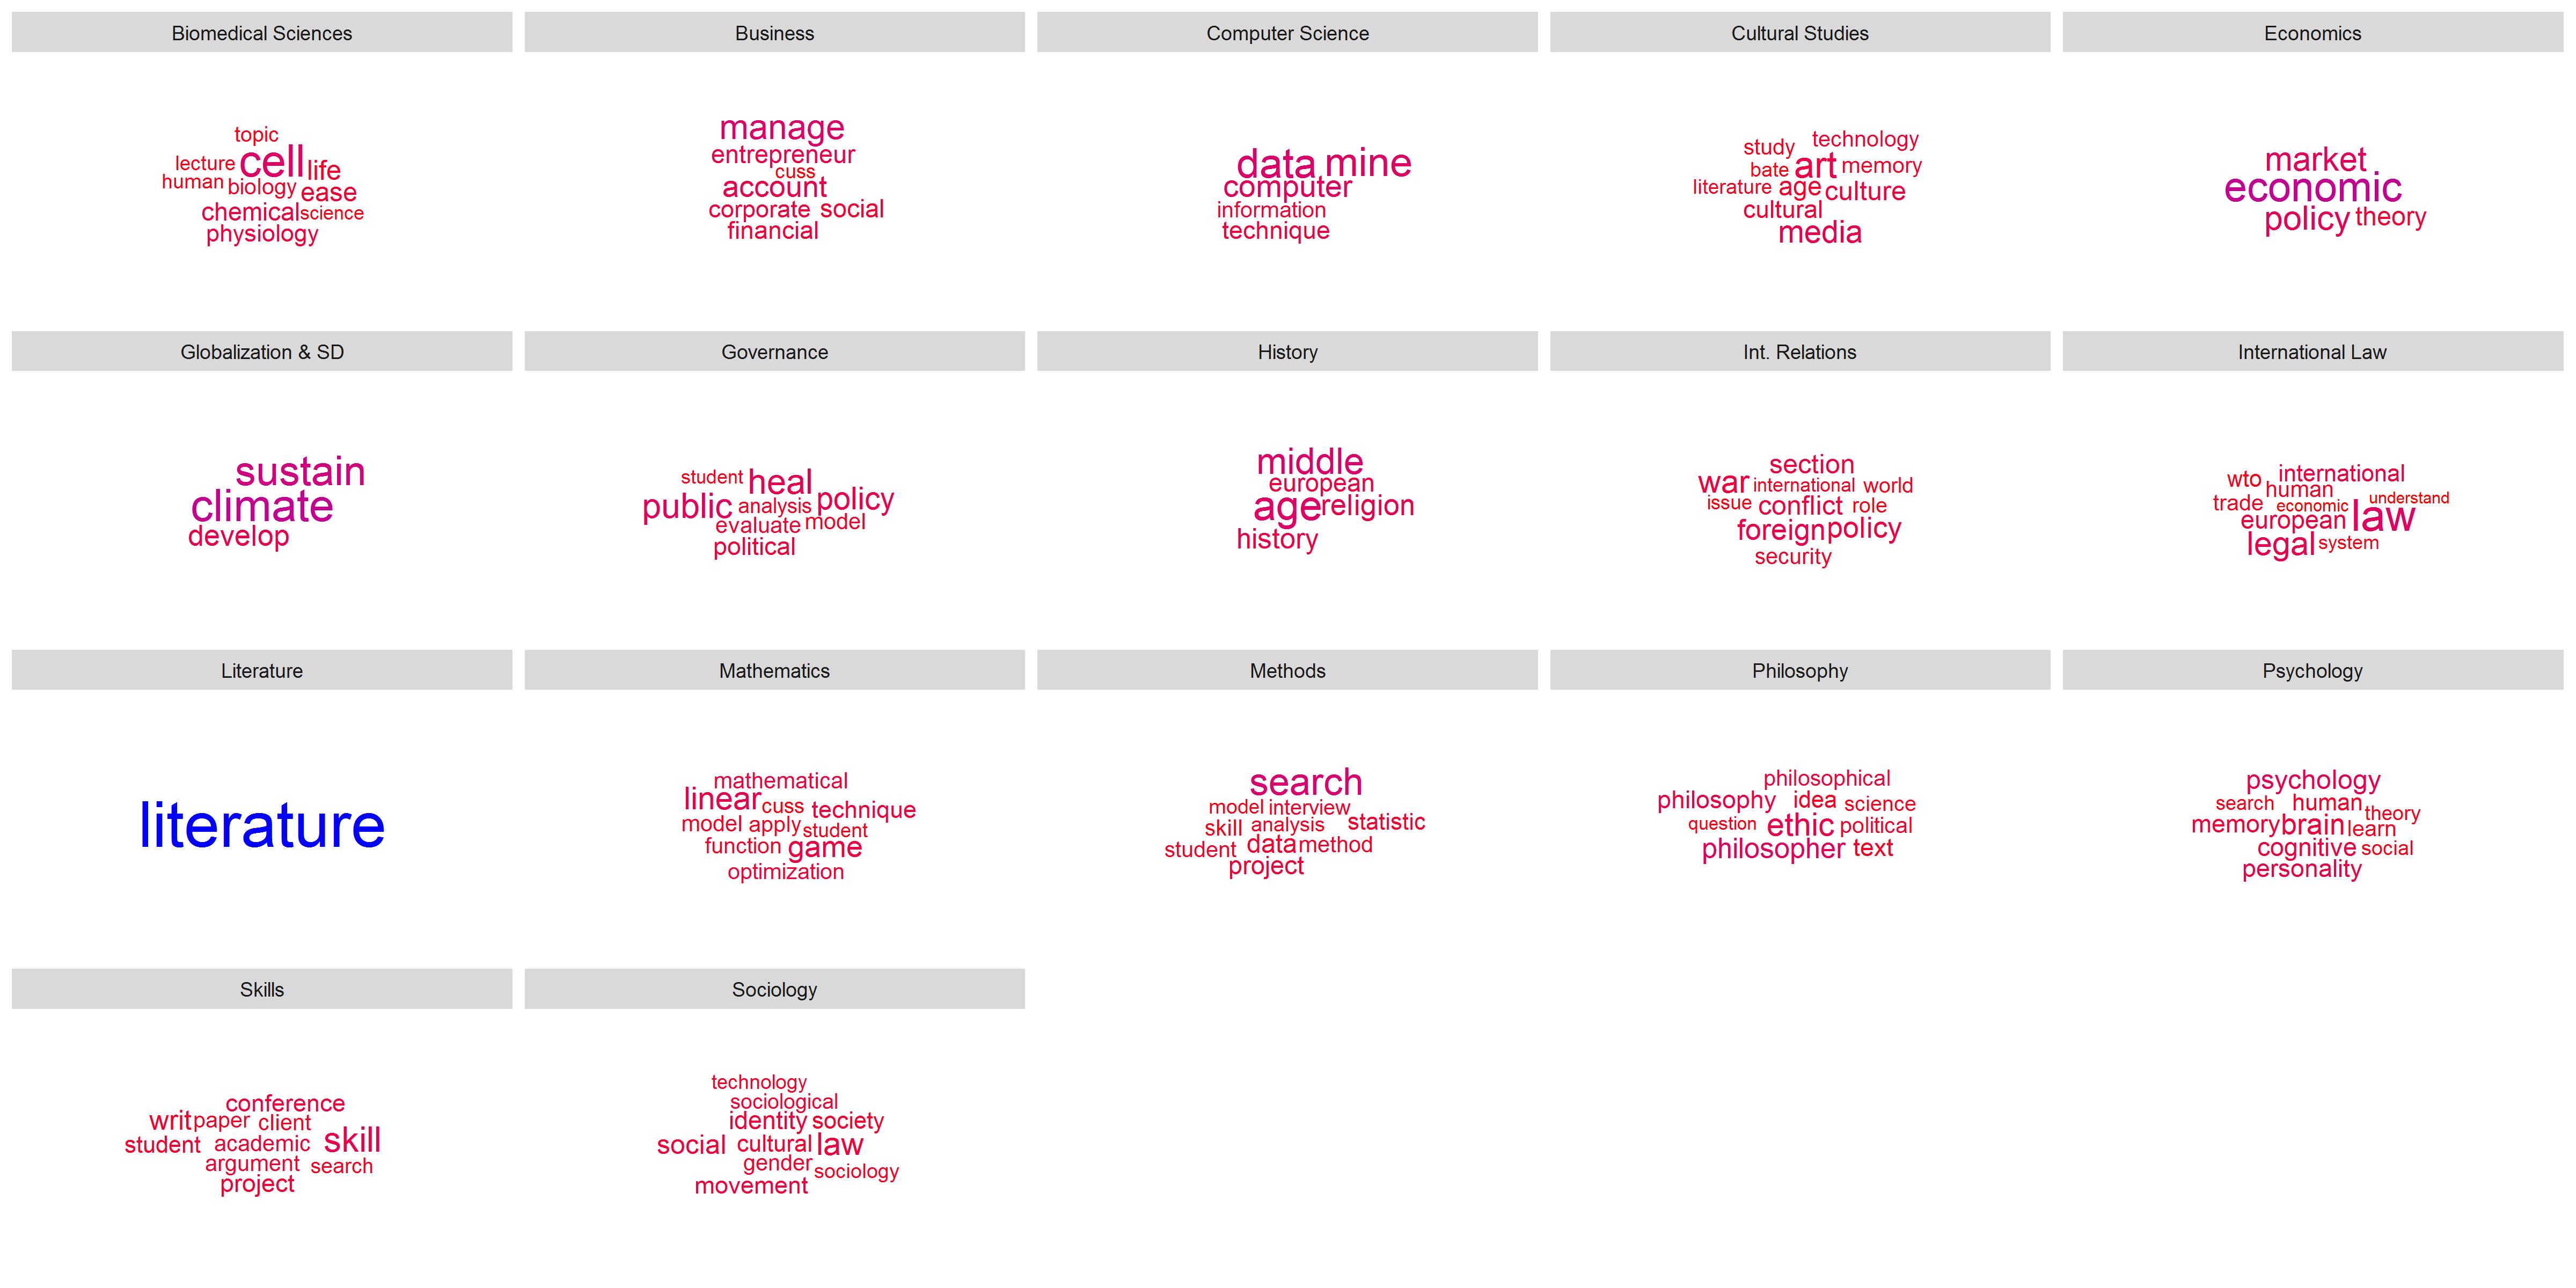 Biomedical Sciences
topic
lecture cell life
human biology ease
chemical science
physiology
Business
manage
entrepreneur
cuss
account
corporate social
financial
Computer Science
data mine
computer
information
technique
Cultural Studies
study technology
bate art memory
literature age culture
cultural
media
Economics
market
economic
policy theory
Globalization & SD
sustain
climate
develop
Governance
student heal
public analysis policy
evaluate model
political
History
middle
european
age religion
history
Int. Relations
section
war international world
issue conflict role
foreign policy
security
International Law
wto international
human understand
trade economic
european law
legal system
Literature
literature
Mathematics
mathematical
linear cuss technique
model apply student
function game
optimization
Methods
search
model interview
skill analysis statistic
student data method
project
Philosophy
philosophical
philosophy idea science
question ethic political
philosopher text
Psychology
psychology
search human theory
memory brain learn
cognitive social
personality
Skills
conference
writ paper client
student academic skill
argument search
project
Sociology
technology
sociological
identity society
social cultural law
gender sociology
movement